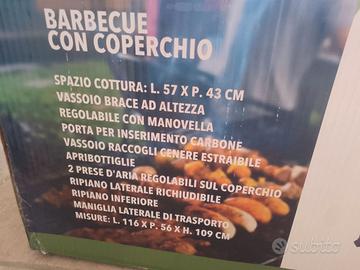 BARBECUE
CON COPERCHIO
SPAZIO COTTURA: L. 57 X P. 43 CM
VASSOIO BRACE AD ALTEZZA
REGOLABILE CON MANOVELLA
PORTA PER INSERIMENTO CARBONE
VASSOIO RACCOGLI CENERE ESTRAIBILE
APRIBOTTIGLIE
2 PRESE D'ARIA REGOLABILI SUL COPERCHIO
RIPIANO LATERALE RICHIUDIBILE
RIPIANO INFERIORE
MANIGLIA LATERALE DI TRASPORTO
MISURE: L. 116 X P. 56 X H. 109 CM
subito